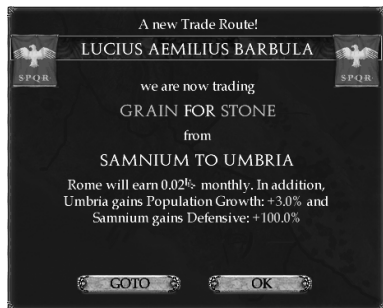 A new Trade Route!
LUCIUS AEMILIUS BARBULA
SPQR
SPQR
we are now trading
GRAIN FOR STONE
from
SAMNIUM TO UMBRIA
Rome will earn 0.02 monthly. In addition,
Umbria gains Population Growth: +3.0% and
Samnium gains Defensive: +100.0%
GOTO
OK